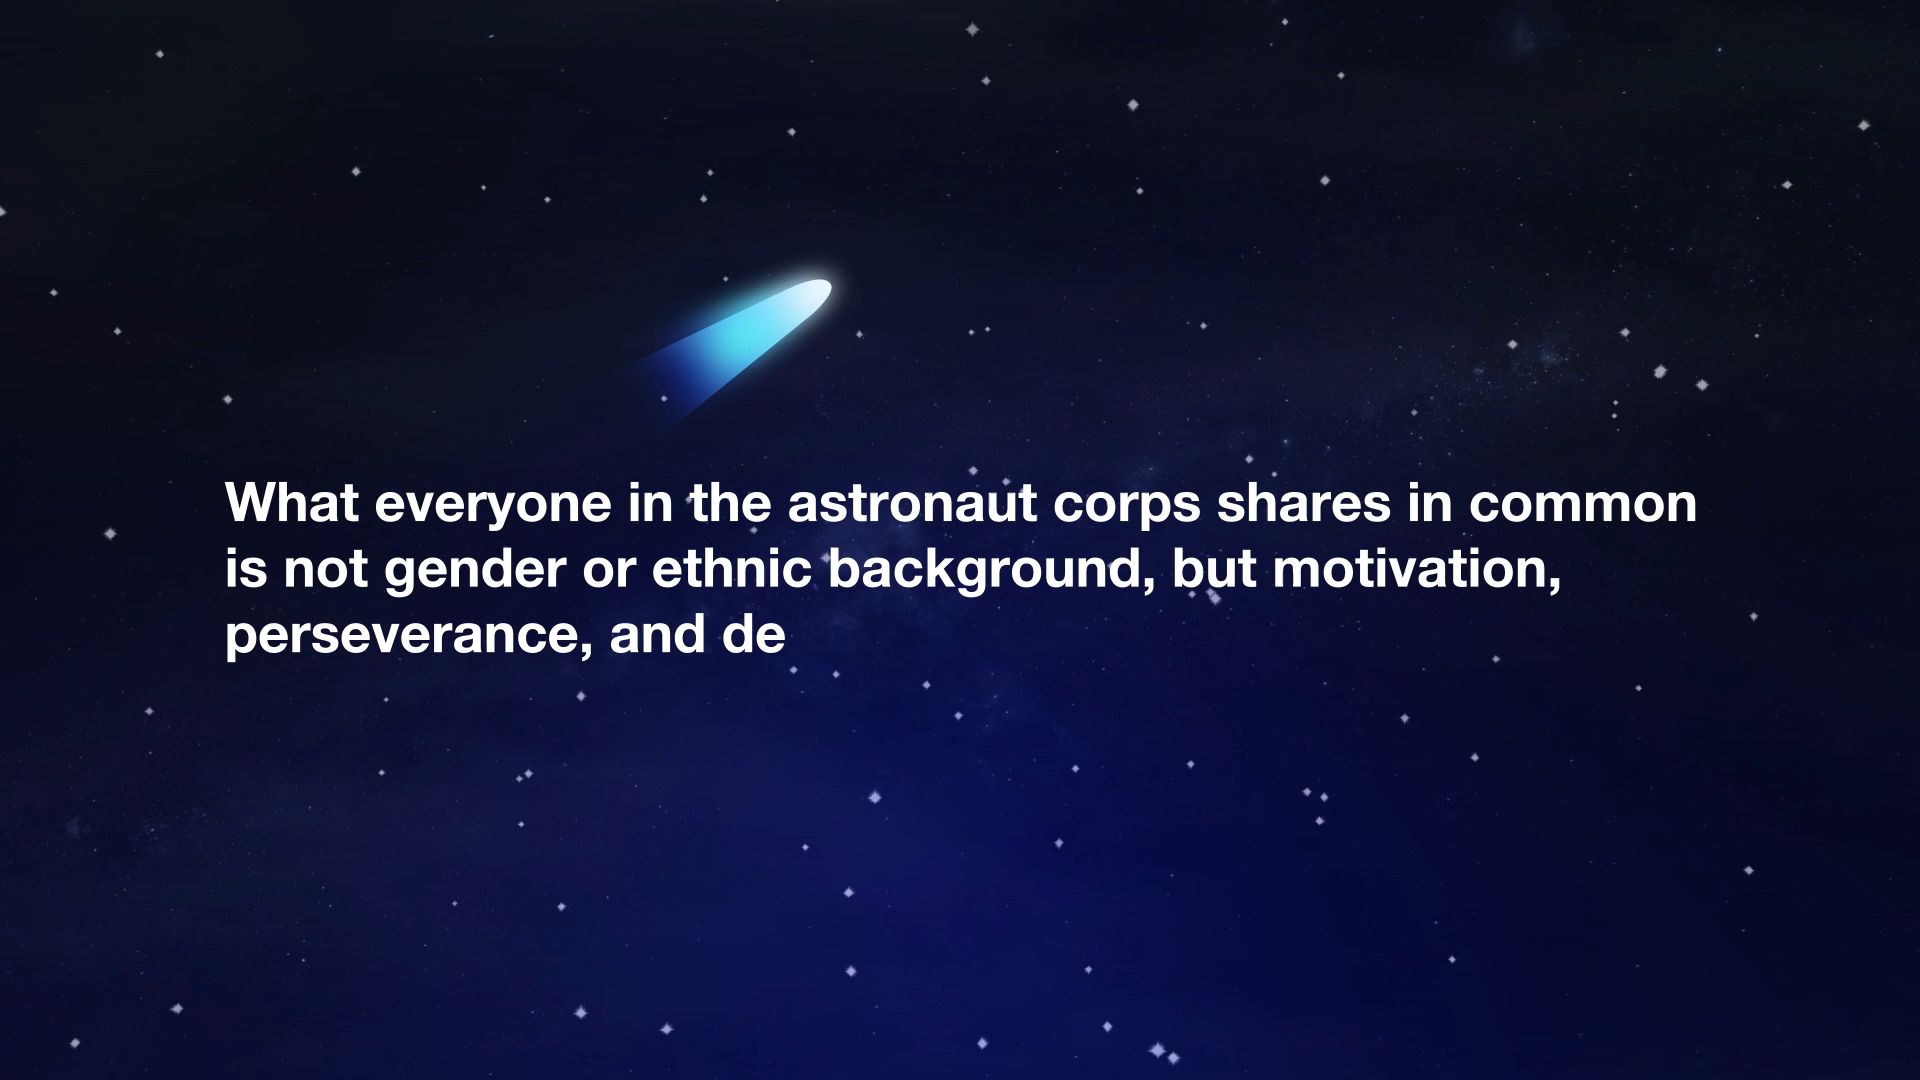 What everyone in the astronaut corps shares in common
is not gender or ethnic background, but motivation,
perseverance, and de